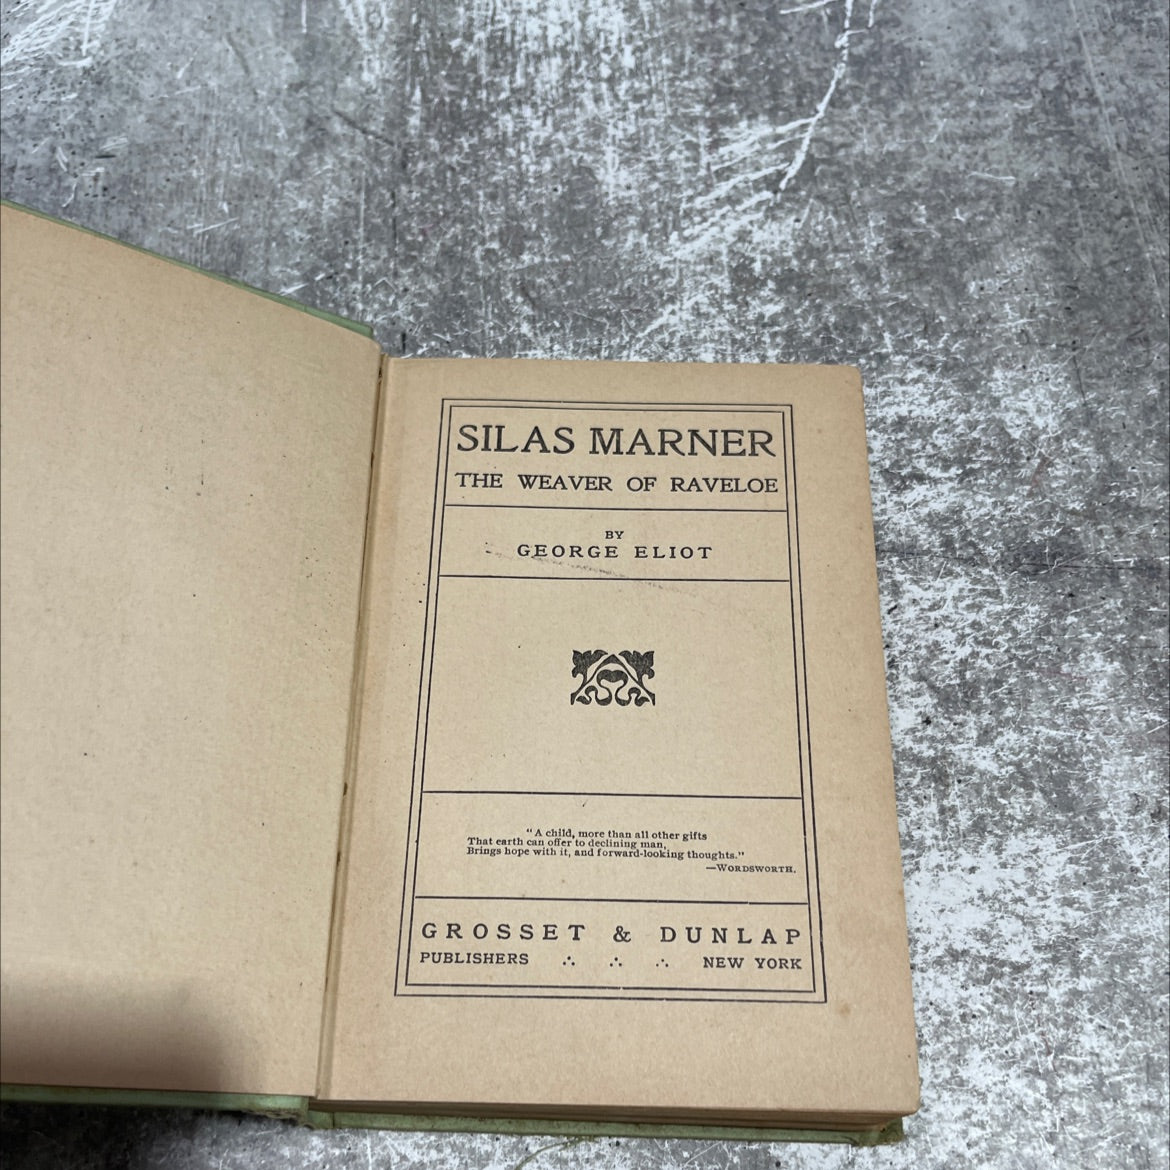 SILAS MARNER
THE WEAVER OF RAVELOE
BY
GEORGE ELIOT
"A child, more than all other gifts
That earth can offer to declining man,
Brings hope with it, and forward-looking thoughts."
—WORDSWORTH.
GROSSET & DUNLAP
PUBLISHERS ∴ ∴ ∴ NEW YORK